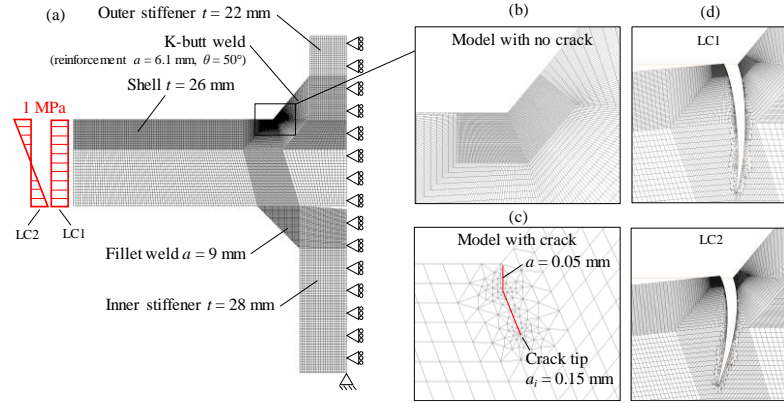 (a)
Outer stiffener t = 22 mm
K-butt weld
(reinforcement a = 6.1 mm, θ = 50°)
Shell t = 26 mm
1 MPa
LC2
LC1
Fillet weld a = 9 mm
Inner stiffener t = 28 mm
(b)
Model with no crack
(c)
Model with crack
a = 0.05 mm
Crack tip
aᵢ = 0.15 mm
(d)
LC1
LC2